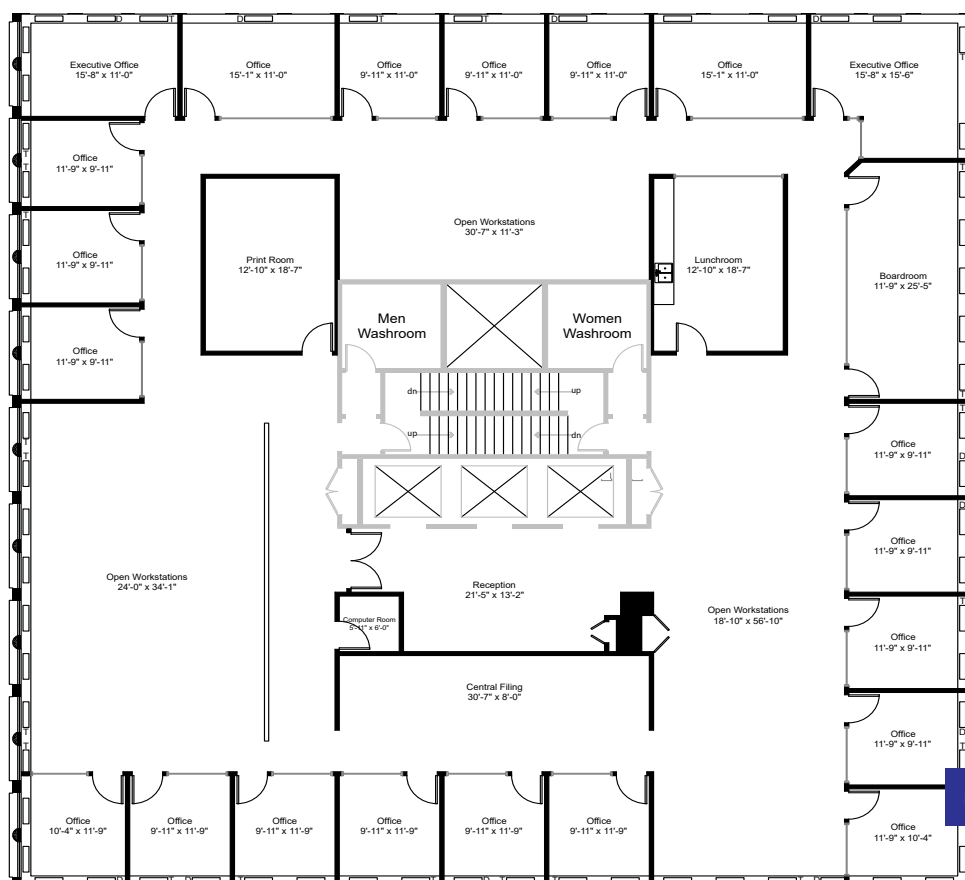 Executive Office
15'-8" x 11'-0"
Office
15'-1" x 11'-0"
Office
9'-11" x 11'-0"
Office
9'-11" x 11'-0"
Office
9'-11" x 11'-0"
Office
15'-1" x 11'-0"
Executive Office
15'-8" x 15'-6"
Office
11'-9" x 9'-11"
Office
11'-9" x 9'-11"
Office
11'-9" x 9'-11"
Print Room
12'-10" x 18'-7"
Open Workstations
30'-7" x 11'-3"
Lunchroom
12'-10" x 18'-7"
Boardroom
11'-9" x 25'-5"
Men
Washroom
Women
Washroom
dn
up
up
dn
Office
11'-9" x 9'-11"
Office
11'-9" x 9'-11"
Office
11'-9" x 9'-11"
Office
11'-9" x 9'-11"
Open Workstations
24'-0" x 34'-1"
Reception
21'-5" x 13'-2"
Open Workstations
18'-10" x 56'-10"
Computer Room
5'-11" x 6'-0"
Central Filing
30'-7" x 8'-0"
Office
10'-4" x 11'-9"
Office
9'-11" x 11'-9"
Office
9'-11" x 11'-9"
Office
9'-11" x 11'-9"
Office
9'-11" x 11'-9"
Office
9'-11" x 11'-9"
Office
11'-9" x 10'-4"